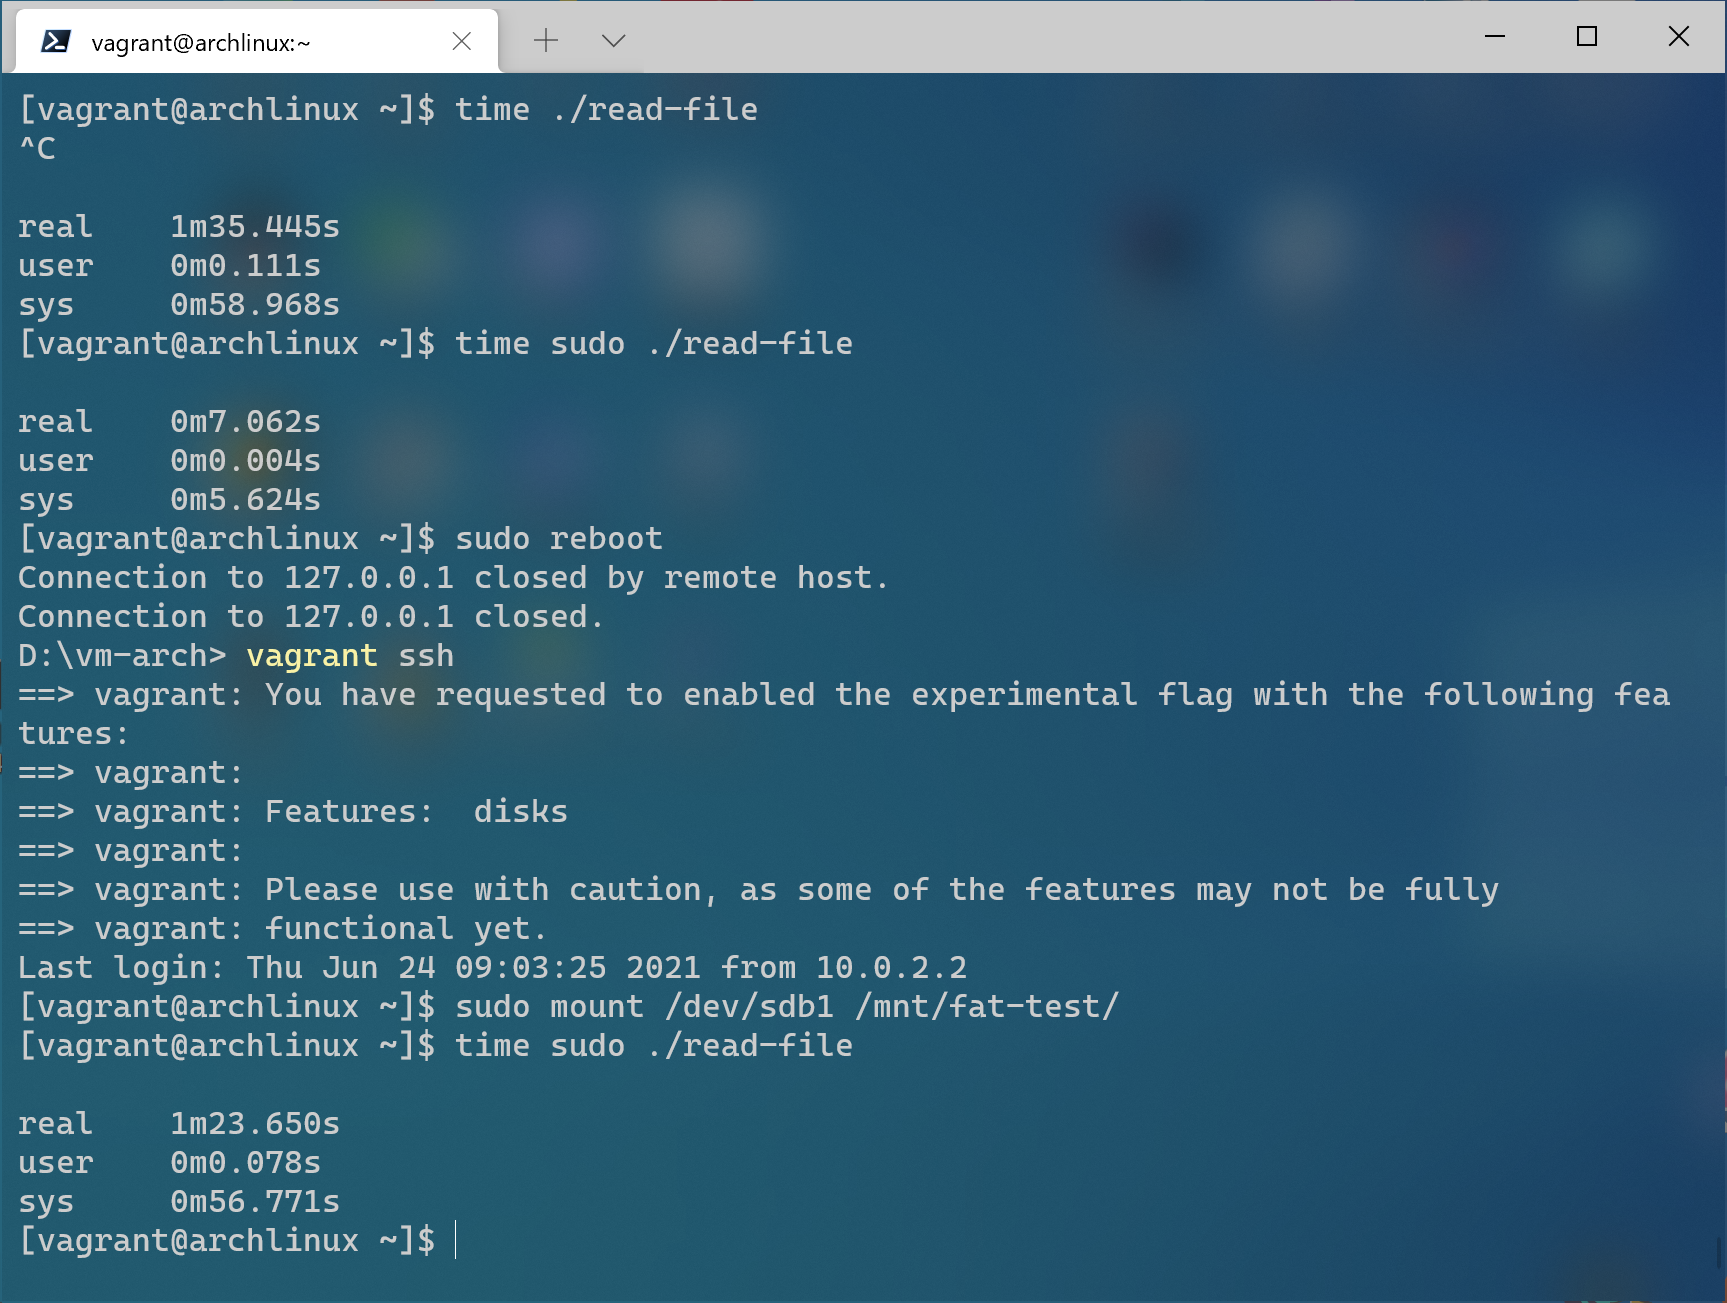 vagrant@archlinux:~
[vagrant@archlinux ~]$ time ./read-file
^C
real    1m35.445s
user    0m0.111s
sys     0m58.968s
[vagrant@archlinux ~]$ time sudo ./read-file
real    0m7.062s
user    0m0.004s
sys     0m5.624s
[vagrant@archlinux ~]$ sudo reboot
Connection to 127.0.0.1 closed by remote host.
Connection to 127.0.0.1 closed.
D:\vm-arch> vagrant ssh
==> vagrant: You have requested to enabled the experimental flag with the following fea
tures:
==> vagrant:
==> vagrant: Features:  disks
==> vagrant:
==> vagrant: Please use with caution, as some of the features may not be fully
==> vagrant: functional yet.
Last login: Thu Jun 24 09:03:25 2021 from 10.0.2.2
[vagrant@archlinux ~]$ sudo mount /dev/sdb1 /mnt/fat-test/
[vagrant@archlinux ~]$ time sudo ./read-file
real    1m23.650s
user    0m0.078s
sys     0m56.771s
[vagrant@archlinux ~]$